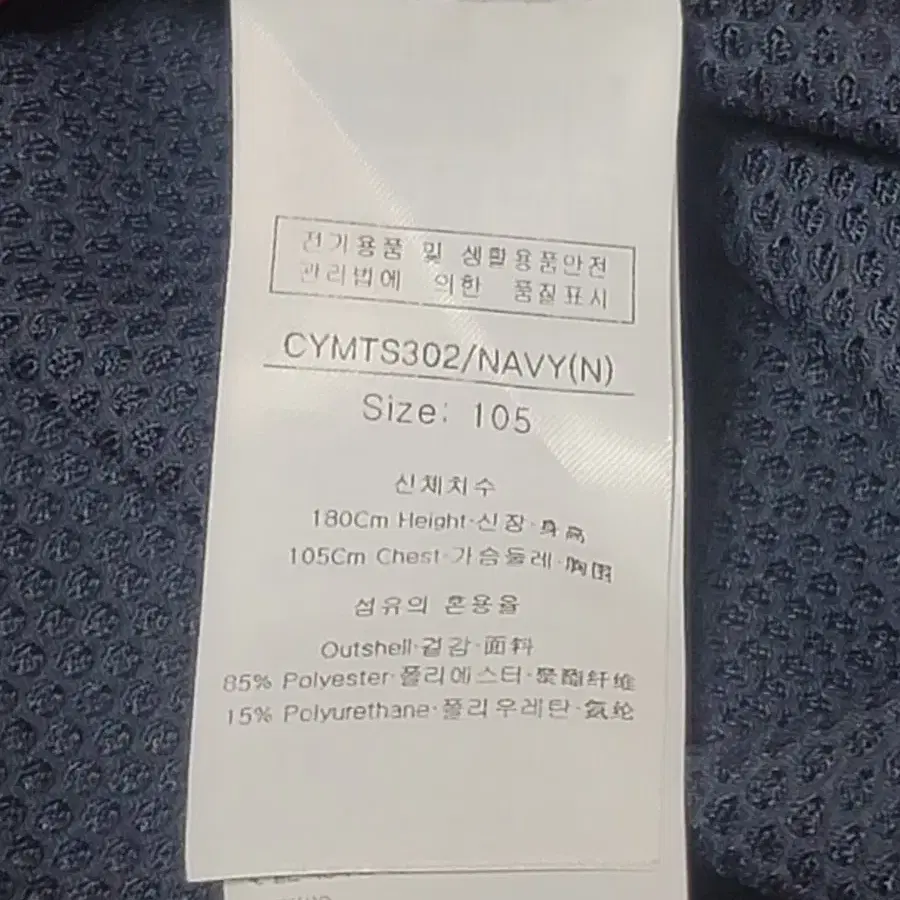 전기용품 및 생활용품안전
관리법에 의한 품질표시
CYMTS302/NAVY(N)
Size: 105
신체치수
180Cm Height·신장·身高
105Cm Chest·가슴둘레·胸围
섬유의 혼용율
Outshell·겉감·面料
85% Polyester·폴리에스터·聚酯纤维
15% Polyurethane·폴리우레탄·氨纶